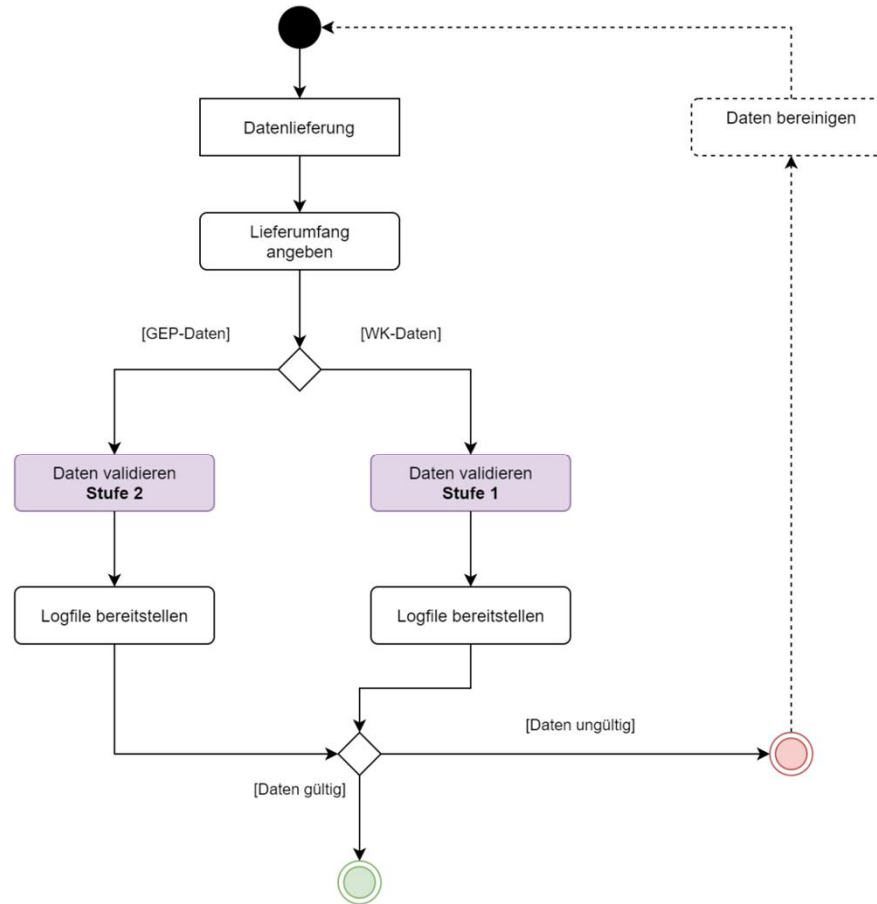 Datenlieferung
Daten bereinigen
Lieferumfang
angeben
[GEP-Daten]
[WK-Daten]
Daten validieren
Stufe 2
Daten validieren
Stufe 1
Logfile bereitstellen
Logfile bereitstellen
[Daten ungültig]
[Daten gültig]